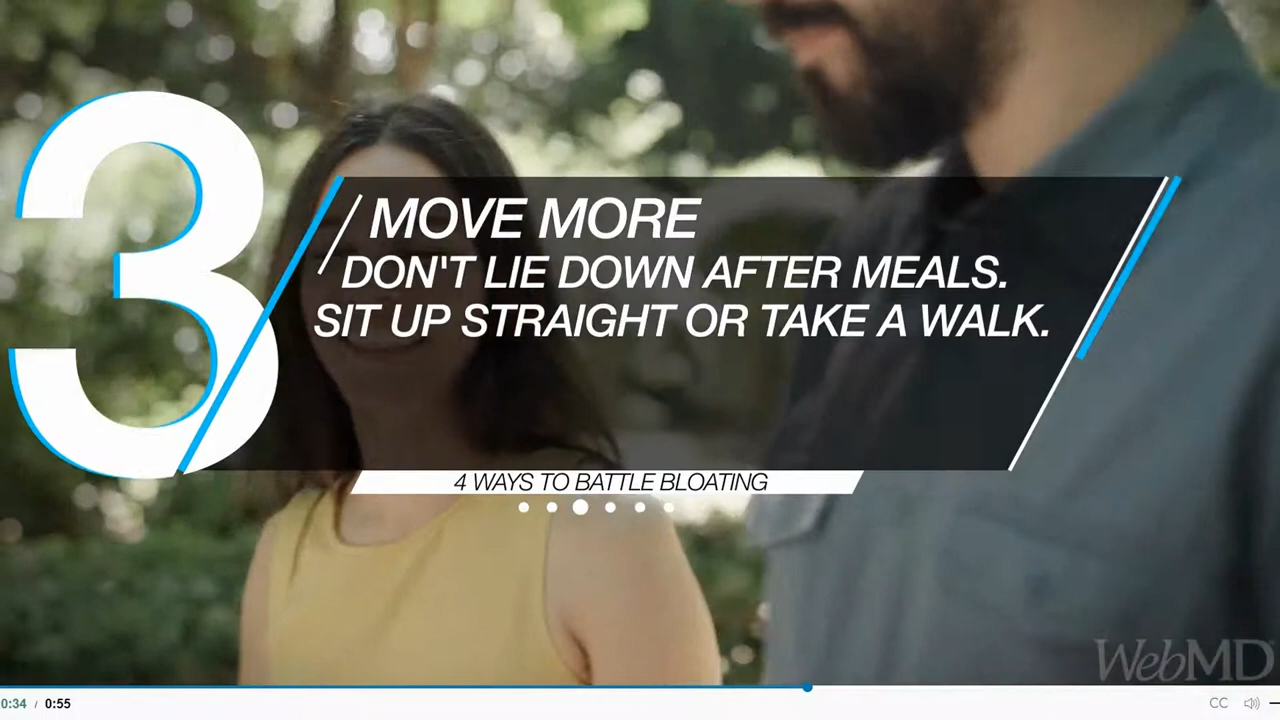 3
MOVE MORE
DON'T LIE DOWN AFTER MEALS.
SIT UP STRAIGHT OR TAKE A WALK.
4 WAYS TO BATTLE BLOATING
WebMD
0:34 / 0:55
CC